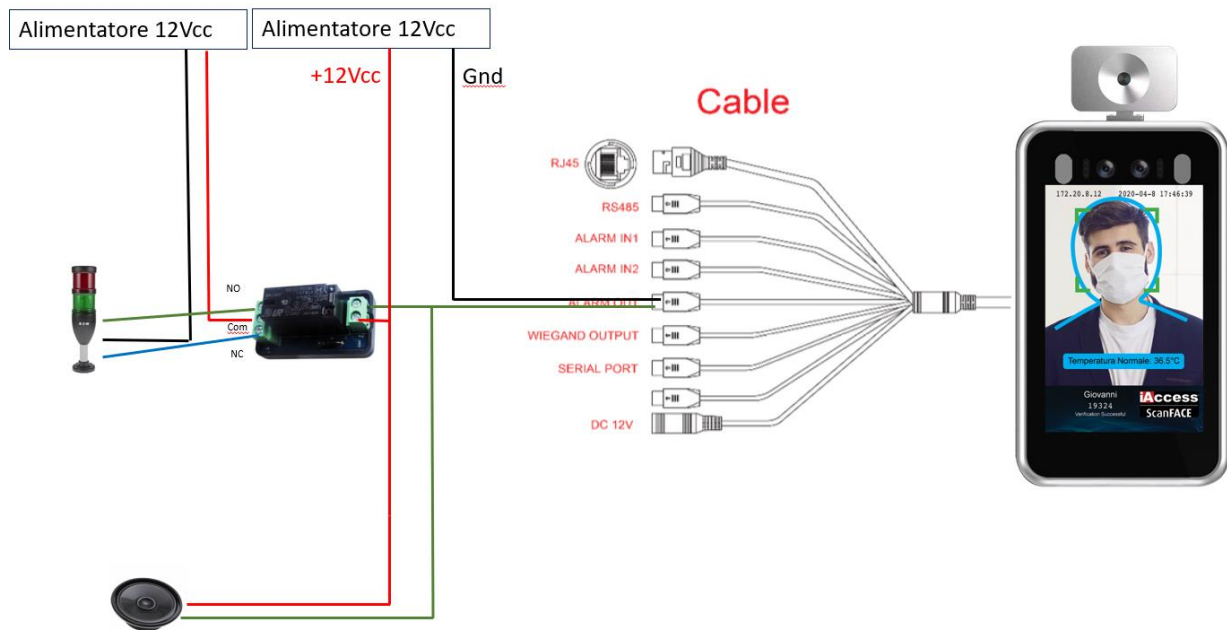 Alimentatore 12Vcc
Alimentatore 12Vcc
+12Vcc
Gnd
Cable
RJ45
RS485
ALARM IN1
ALARM IN2
ALARM OUT
WIEGAND OUTPUT
SERIAL PORT
DC 12V
NO
Com
NC
172.20.8.12 2020-04-8 17:46:39
Temperatura Normale: 36.5°C
Giovanni
19324
Verification Successful
iAccess
ScanFACE